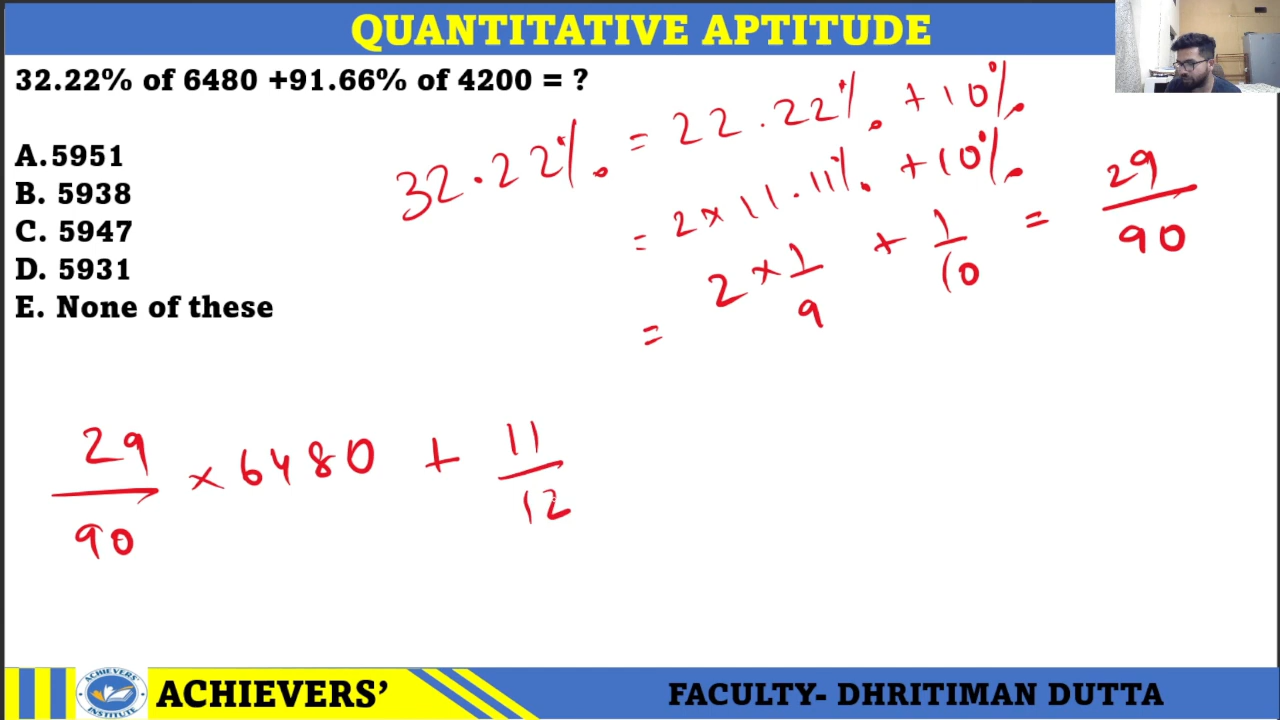 QUANTITATIVE APTITUDE
32.22% of 6480 +91.66% of 4200 = ?
A.5951
B. 5938
C. 5947
D. 5931
E. None of these
32.22% = 22.22% + 10%
= 2 × 11.11% + 10%
= 2 × 1/9 + 1/10 = 29/90
29/90 × 6480 + 11/12
ACHIEVERS' INSTITUTE
ACHIEVERS’
FACULTY- DHRITIMAN DUTTA